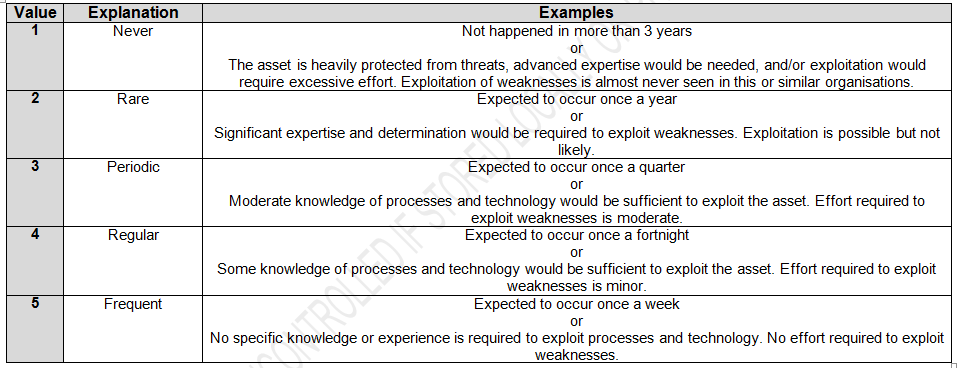 Value Explanation Examples
1 Never Not happened in more than 3 years
or
The asset is heavily protected from threats, advanced expertise would be needed, and/or exploitation would
require excessive effort. Exploitation of weaknesses is almost never seen in this or similar organisations.
2 Rare Expected to occur once a year
or
Significant expertise and determination would be required to exploit weaknesses. Exploitation is possible but not
likely.
3 Periodic Expected to occur once a quarter
or
Moderate knowledge of processes and technology would be sufficient to exploit the asset. Effort required to
exploit weaknesses is moderate.
4 Regular Expected to occur once a fortnight
or
Some knowledge of processes and technology would be sufficient to exploit the asset. Effort required to exploit
weaknesses is minor.
5 Frequent Expected to occur once a week
or
No specific knowledge or experience is required to exploit processes and technology. No effort required to exploit
weaknesses.
IF STORED